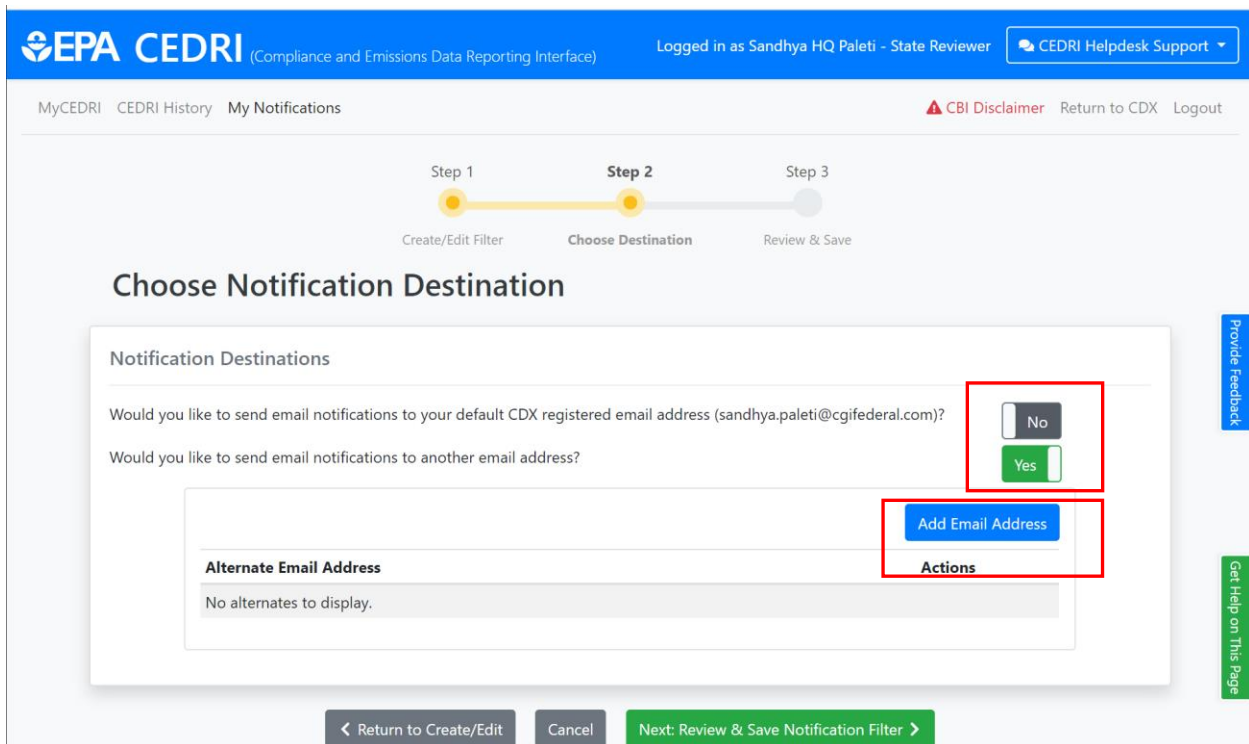 EPA CEDRI (Compliance and Emissions Data Reporting Interface) Logged in as Sandhya HQ Paleti - State Reviewer CEDRI Helpdesk Support
MyCEDRI CEDRI History My Notifications CBI Disclaimer Return to CDX Logout
Step 1 Step 2 Step 3
Create/Edit Filter Choose Destination Review & Save
Choose Notification Destination
Notification Destinations
Would you like to send email notifications to your default CDX registered email address (sandhya.paleti@cgifederal.com)? No
Would you like to send email notifications to another email address? Yes
Add Email Address
Alternate Email Address Actions
No alternates to display.
Return to Create/Edit Cancel Next: Review & Save Notification Filter
Provide Feedback
Get Help on This Page